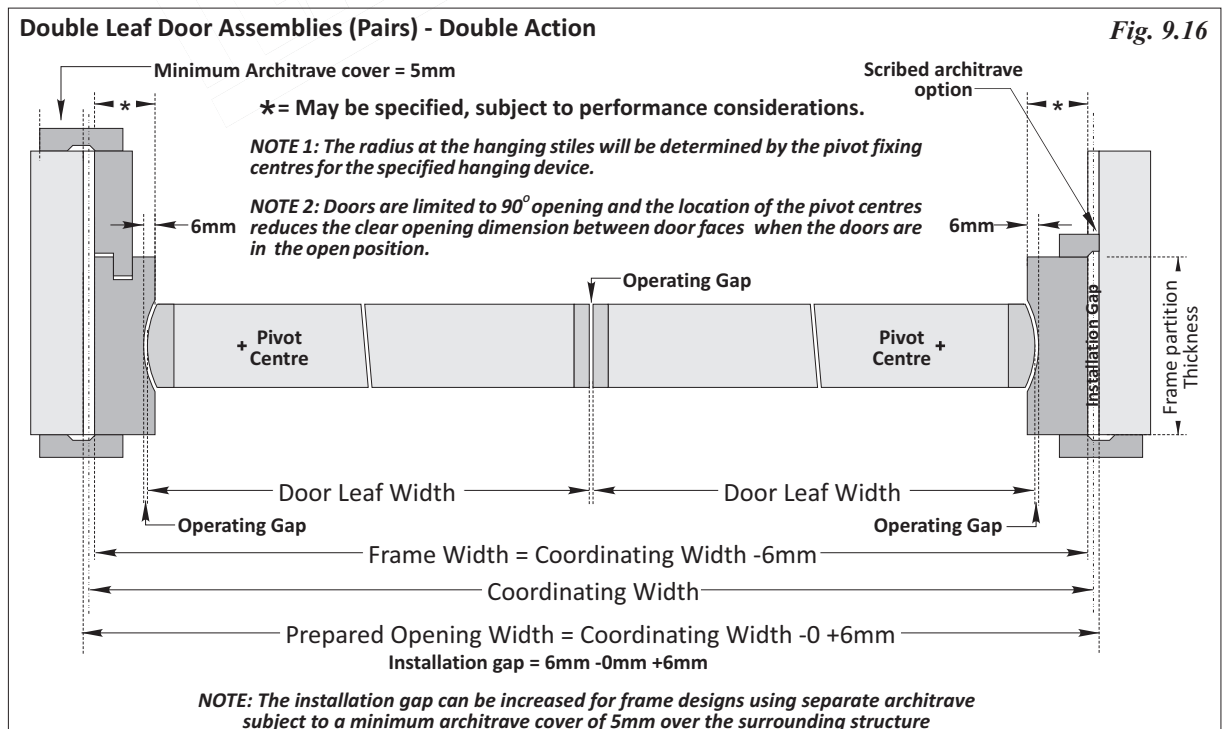 Double Leaf Door Assemblies (Pairs) - Double Action
Fig. 9.16
Minimum Architrave cover = 5mm
Scribed architrave
option
*
*= May be specified, subject to performance considerations.
*
NOTE 1: The radius at the hanging stiles will be determined by the pivot fixing
centres for the specified hanging device.
6mm
NOTE 2: Doors are limited to 90° opening and the location of the pivot centres
reduces the clear opening dimension between door faces when the doors are
in the open position.
6mm
Operating Gap
+ Pivot
Centre
Pivot +
Centre
Installation Gap
Frame partition
Thickness
Door Leaf Width
Door Leaf Width
Operating Gap
Operating Gap
Frame Width = Coordinating Width -6mm
Coordinating Width
Prepared Opening Width = Coordinating Width -0 +6mm
Installation gap = 6mm -0mm +6mm
NOTE: The installation gap can be increased for frame designs using separate architrave
subject to a minimum architrave cover of 5mm over the surrounding structure